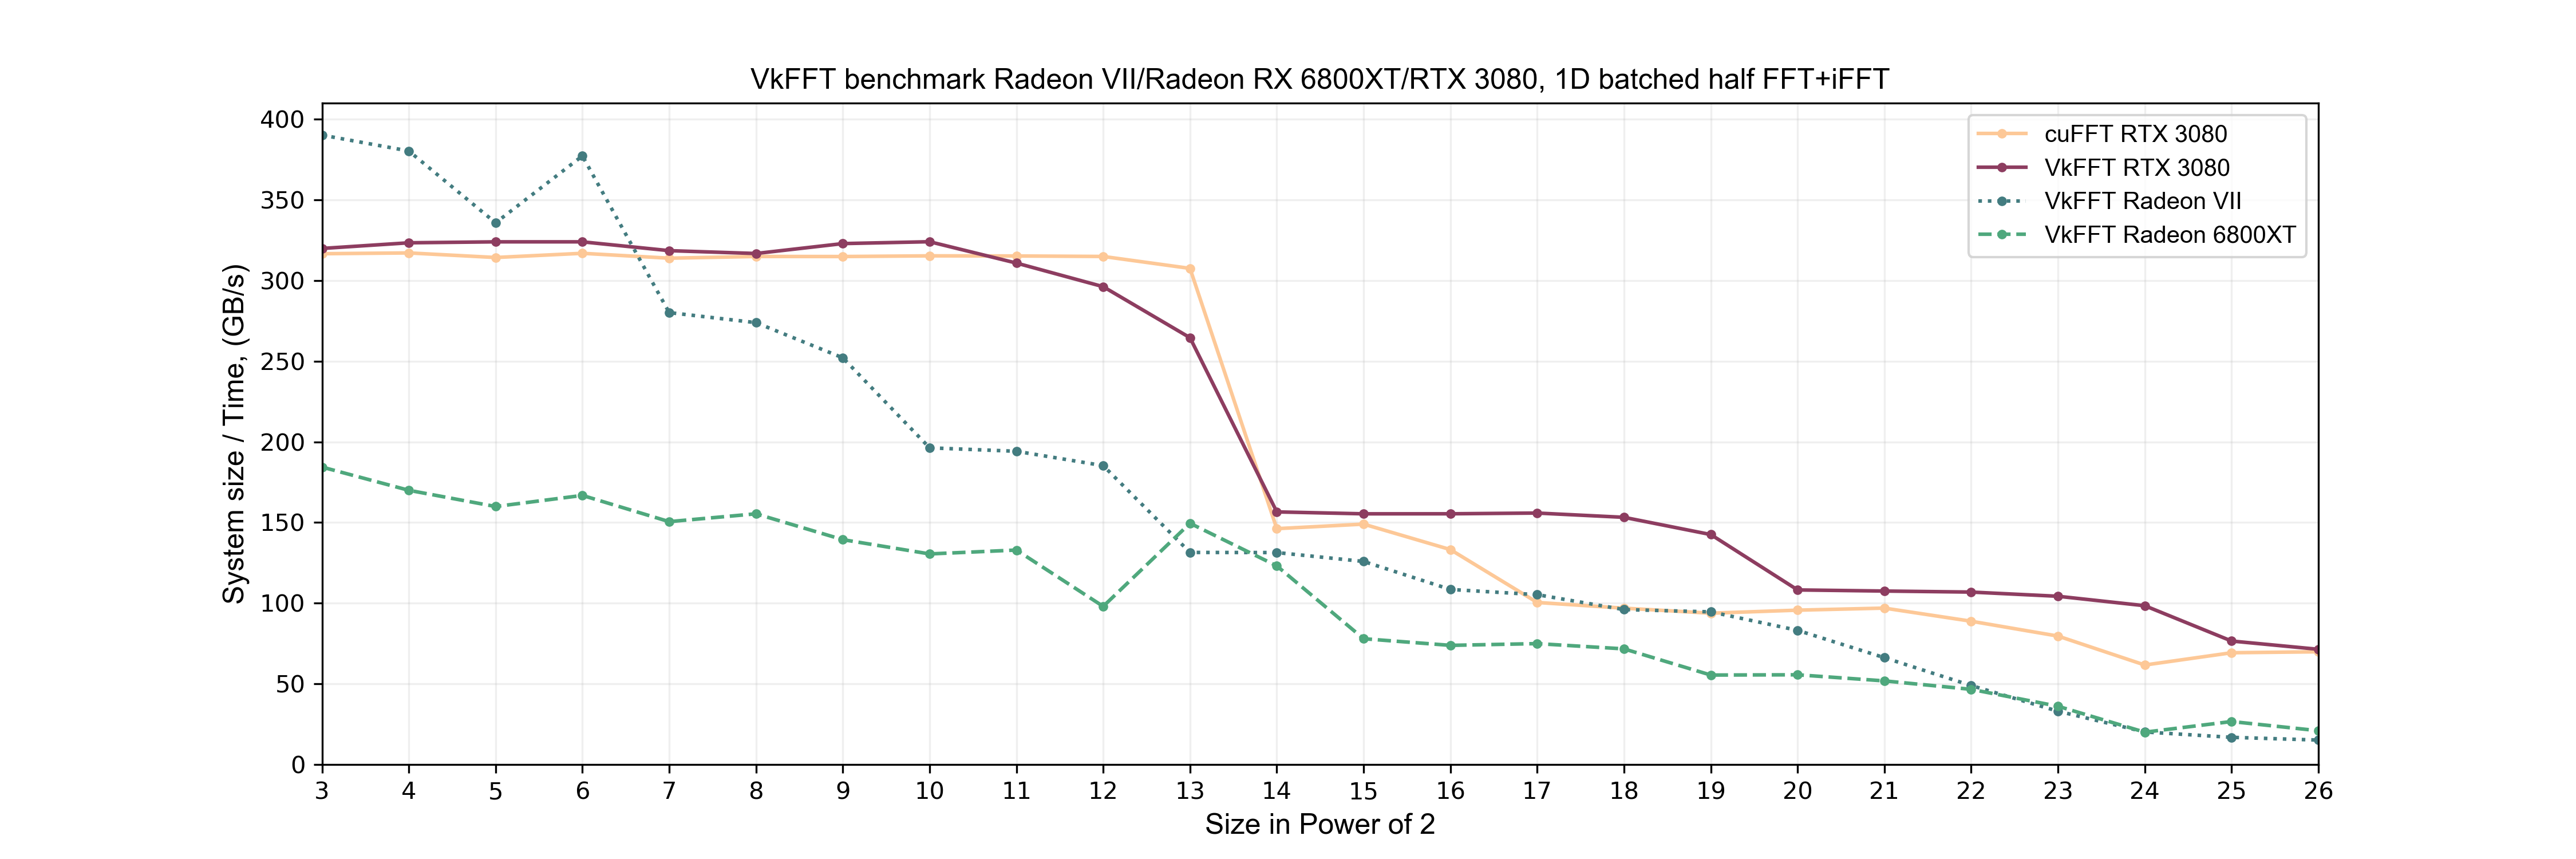 VkFFT benchmark Radeon VII/Radeon RX 6800XT/RTX 3080, 1D batched half FFT+iFFT
400
350
300
250
200
150
100
50
0
System size / Time, (GB/s)
cuFFT RTX 3080
VkFFT RTX 3080
VkFFT Radeon VII
VkFFT Radeon 6800XT
3 4 5 6 7 8 9 10 11 12 13 14 15 16 17 18 19 20 21 22 23 24 25 26
Size in Power of 2